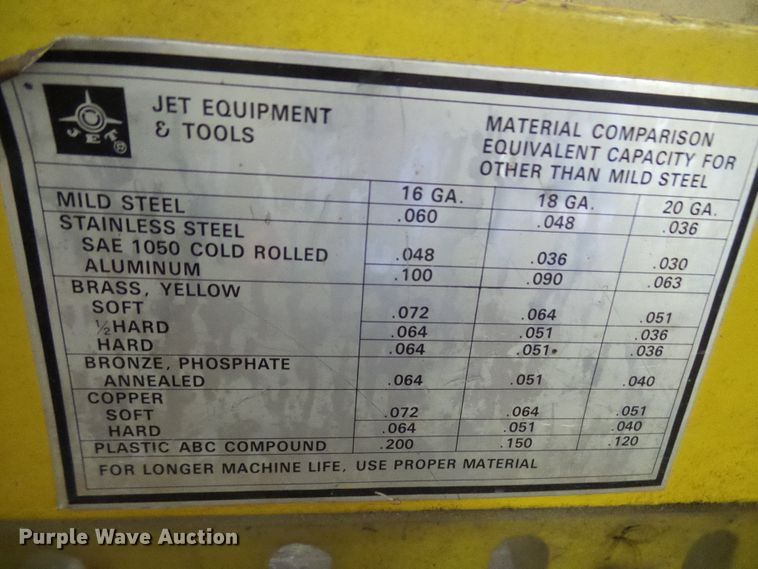 JET ®
JET EQUIPMENT
& TOOLS
MATERIAL COMPARISON
EQUIVALENT CAPACITY FOR
OTHER THAN MILD STEEL
16 GA. 18 GA. 20 GA.
MILD STEEL .060 .048 .036
STAINLESS STEEL
SAE 1050 COLD ROLLED .048 .036 .030
ALUMINUM .100 .090 .063
BRASS, YELLOW
SOFT .072 .064 .051
½ HARD .064 .051 .036
HARD .064 .051 .036
BRONZE, PHOSPHATE
ANNEALED .064 .051 .040
COPPER
SOFT .072 .064 .051
HARD .064 .051 .040
PLASTIC ABC COMPOUND .200 .150 .120
FOR LONGER MACHINE LIFE, USE PROPER MATERIAL
Purple Wave Auction